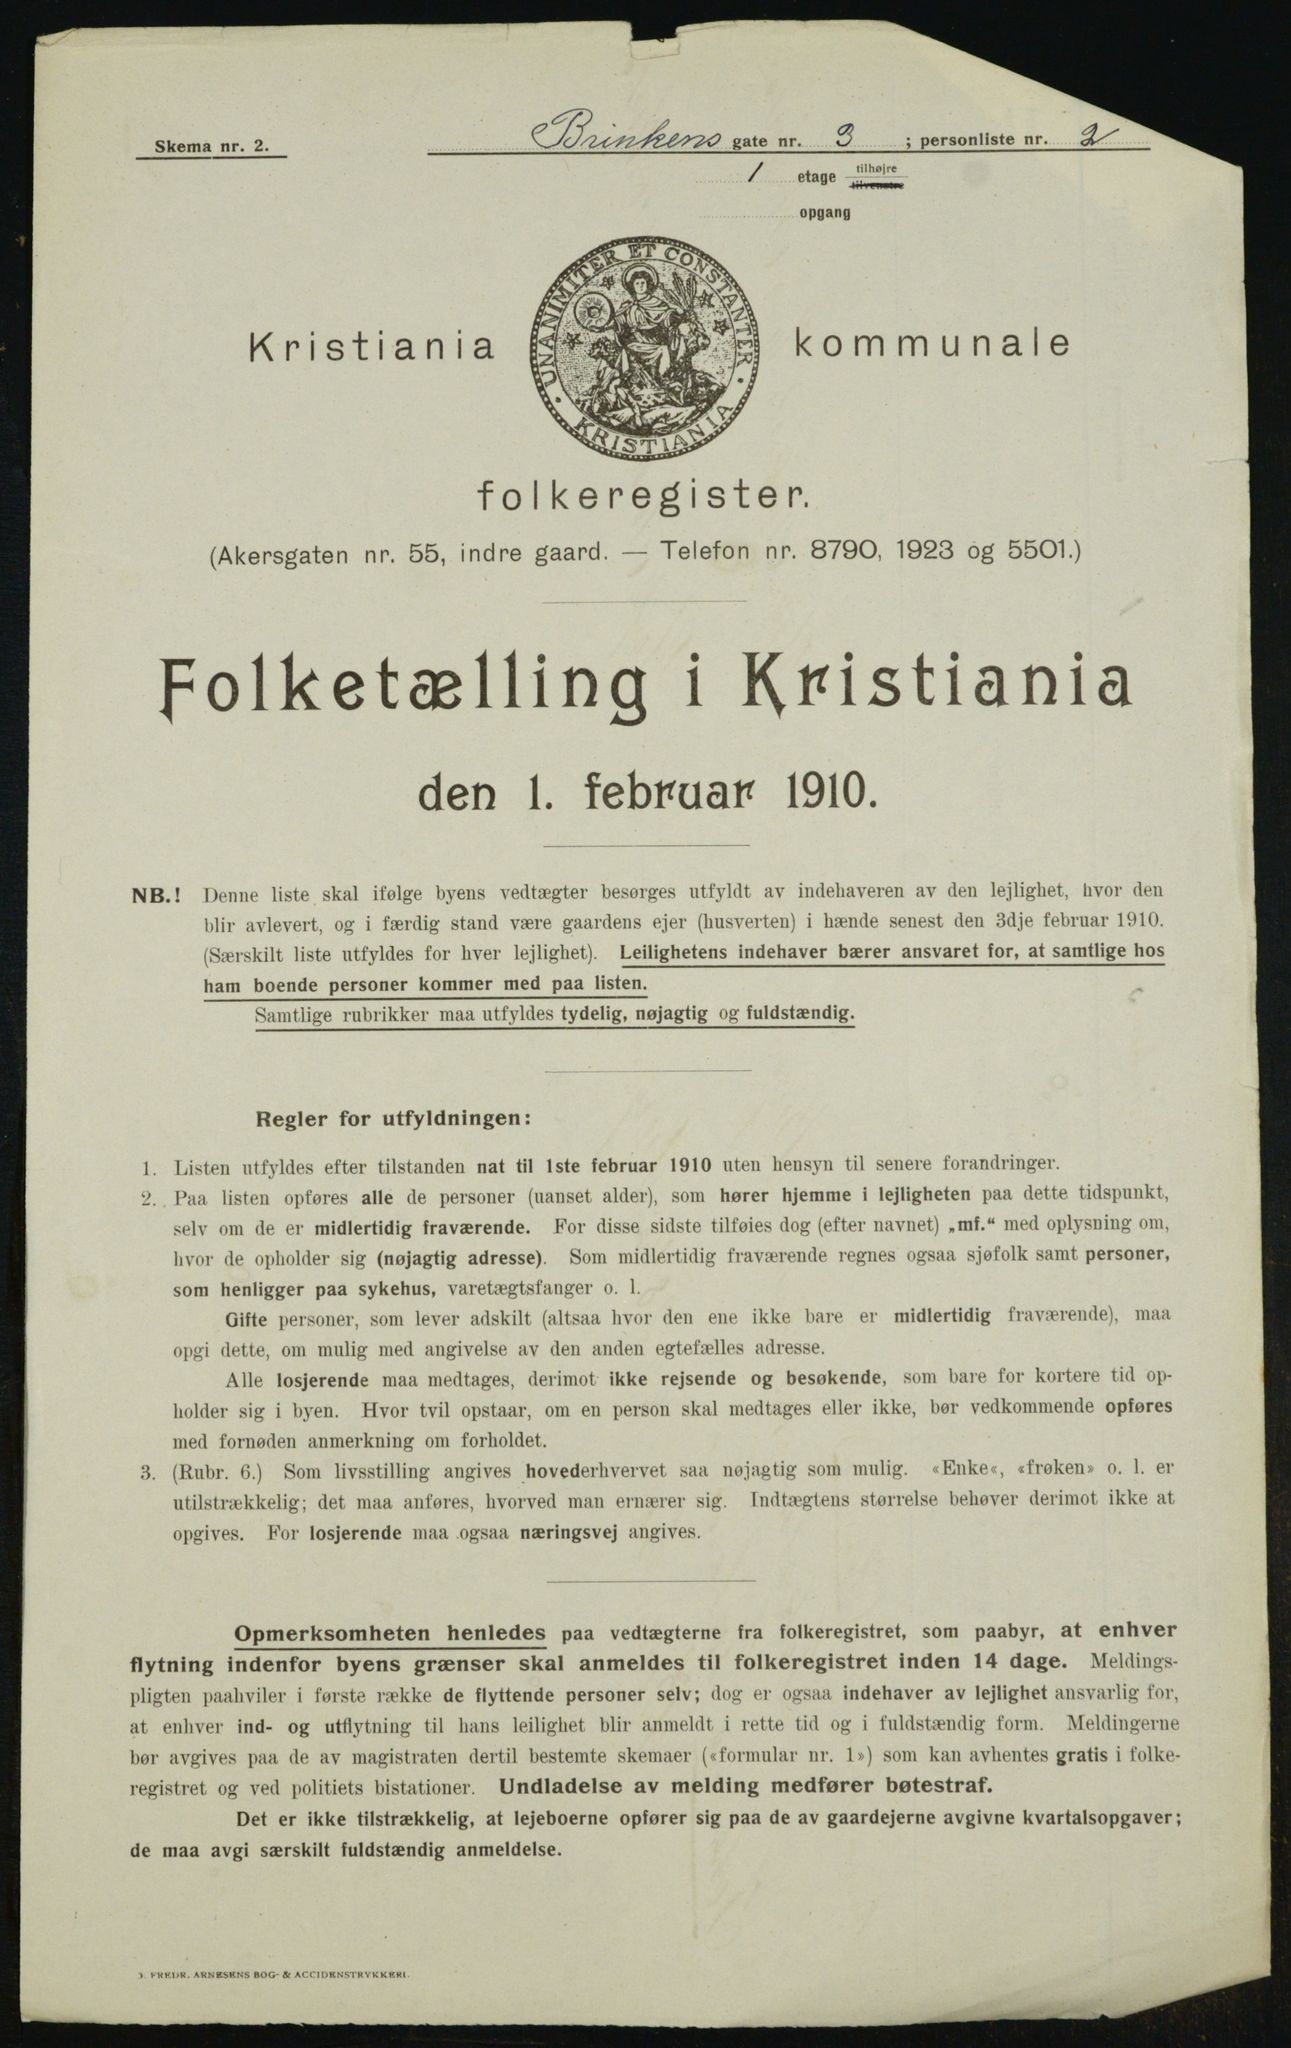 Skema nr. 2.
Brinkens gate nr. 3 ; personliste nr. 2
1 etage tilhøjre
tilvenstre
opgang
UNANIMITER ET CONSTANTER
KRISTIANIA
Kristiania kommunale
folkeregister.
(Akersgaten nr. 55, indre gaard. — Telefon nr. 8790, 1923 og 5501.)
Folketælling i Kristiania
den 1. februar 1910.
NB.! Denne liste skal ifølge byens vedtægter besørges utfyldt av indehaveren av den lejlighet, hvor den
blir avlevert, og i færdig stand være gaardens ejer (husverten) i hænde senest den 3dje februar 1910.
(Særskilt liste utfyldes for hver lejlighet). Leilighetens indehaver bærer ansvaret for, at samtlige hos
ham boende personer kommer med paa listen.
Samtlige rubrikker maa utfyldes tydelig, nøjagtig og fuldstændig.
Regler for utfyldningen:
1. Listen utfyldes efter tilstanden nat til 1ste februar 1910 uten hensyn til senere forandringer.
2. Paa listen opføres alle de personer (uanset alder), som hører hjemme i lejligheten paa dette tidspunkt,
selv om de er midlertidig fraværende. For disse sidste tilføies dog (efter navnet) „mf.“ med oplysning om,
hvor de opholder sig (nøjagtig adresse). Som midlertidig fraværende regnes ogsaa sjøfolk samt personer,
som henligger paa sykehus, varetægtsfanger o. l.
Gifte personer, som lever adskilt (altsaa hvor den ene ikke bare er midlertidig fraværende), maa
opgi dette, om mulig med angivelse av den anden egtefælles adresse.
Alle losjerende maa medtages, derimot ikke rejsende og besøkende, som bare for kortere tid op-
holder sig i byen. Hvor tvil opstaar, om en person skal medtages eller ikke, bør vedkommende opføres
med fornøden anmerkning om forholdet.
3. (Rubr. 6.) Som livsstilling angives hovederhvervet saa nøjagtig som mulig. «Enke«, «frøken» o. l. er
utilstrækkelig; det maa anføres, hvorved man ernærer sig. Indtægtens størrelse behøver derimot ikke at
opgives. For losjerende maa ogsaa næringsvej angives.
Opmerksomheten henledes paa vedtægterne fra folkeregistret, som paabyr, at enhver
flytning indenfor byens grænser skal anmeldes til folkeregistret inden 14 dage. Meldings-
pligten paahviler i første række de flyttende personer selv; dog er ogsaa indehaver av lejlighet ansvarlig for,
at enhver ind- og utflytning til hans leilighet blir anmeldt i rette tid og i fuldstændig form. Meldingerne
bør avgives paa de av magistraten dertil bestemte skemaer («formular nr. 1») som kan avhentes gratis i folke-
registret og ved politiets bistationer. Undladelse av melding medfører bøtestraf.
Det er ikke tilstrækkelig, at lejeboerne opfører sig paa de av gaardejerne avgivne kvartalsopgaver;
de maa avgi særskilt fuldstændig anmeldelse.
FREDR. ARNESENS BOG- & ACCIDENSTRYKKERI.